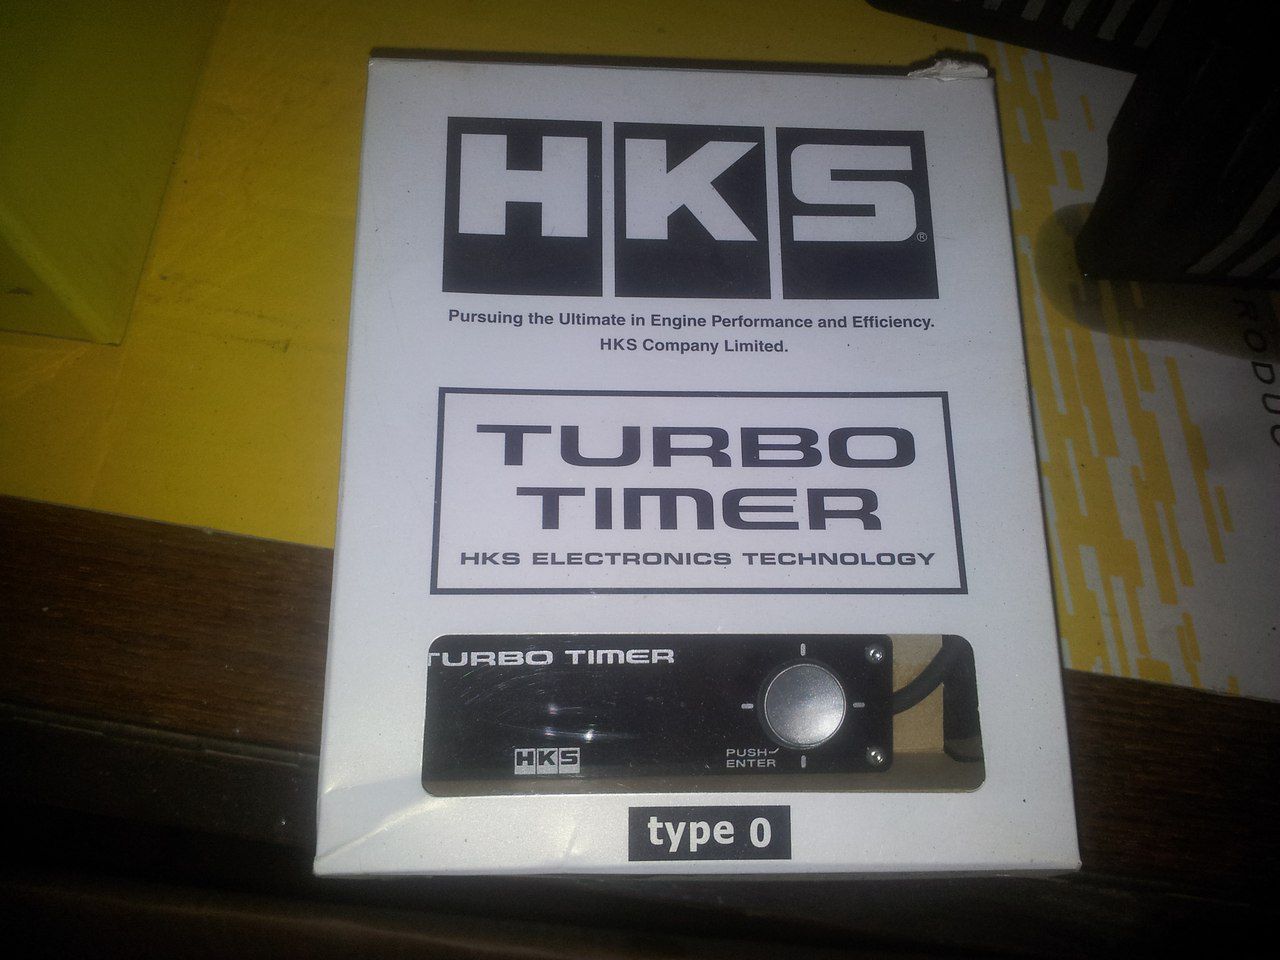 HKS®
Pursuing the Ultimate in Engine Performance and Efficiency.
HKS Company Limited.
TURBO
TIMER
HKS ELECTRONICS TECHNOLOGY
TURBO TIMER
HKS
PUSH
ENTER
type 0
RODUC